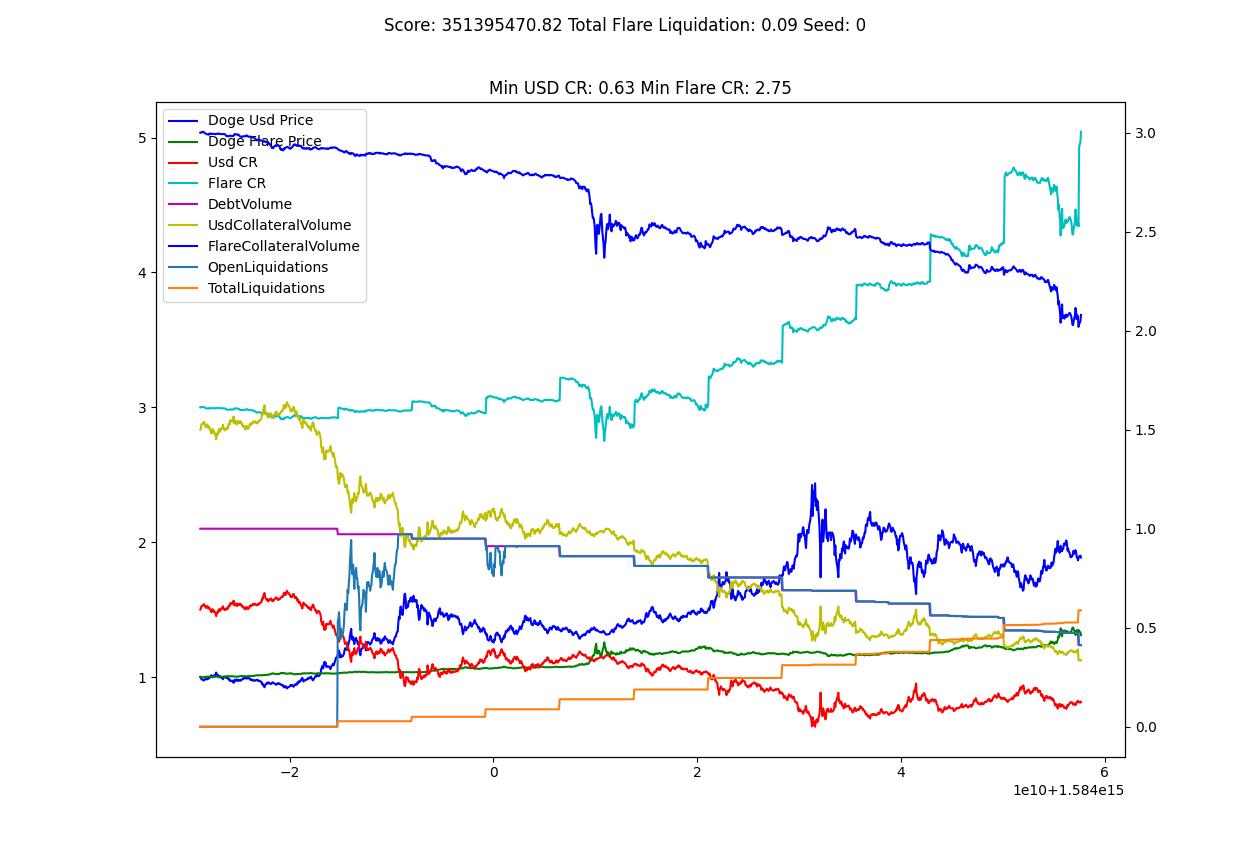 Score: 351395470.82 Total Flare Liquidation: 0.09 Seed: 0
Min USD CR: 0.63 Min Flare CR: 2.75
Doge Usd Price
Doge Flare Price
Usd CR
Flare CR
DebtVolume
UsdCollateralVolume
FlareCollateralVolume
OpenLiquidations
TotalLiquidations
5
4
3
2
1
3.0
2.5
2.0
1.5
1.0
0.5
0.0
−2
0
2
4
6
1e10+1.584e15